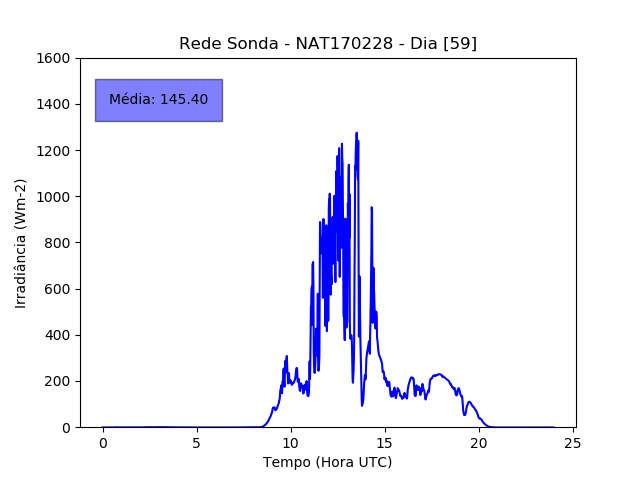 Rede Sonda - NAT170228 - Dia [59]
Média: 145.40
Irradiância (Wm-2)
1600
1400
1200
1000
800
600
400
200
0
0 5 10 15 20 25
Tempo (Hora UTC)